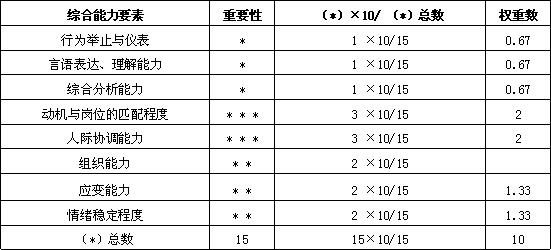 综合能力要素 重要性 （*）×10/ （*）总数 权重数
行为举止与仪表 * 1 ×10/15 0.67
言语表达、理解能力 * 1 ×10/15 0.67
综合分析能力 * 1 ×10/15 0.67
动机与岗位的匹配程度 * * * 3 ×10/15 2
人际协调能力 * * * 3 ×10/15 2
组织能力 * * 2 ×10/15
应变能力 * * 2 ×10/15 1.33
情绪稳定程度 * * 2 ×10/15 1.33
（*）总数 15 15×10/15 10